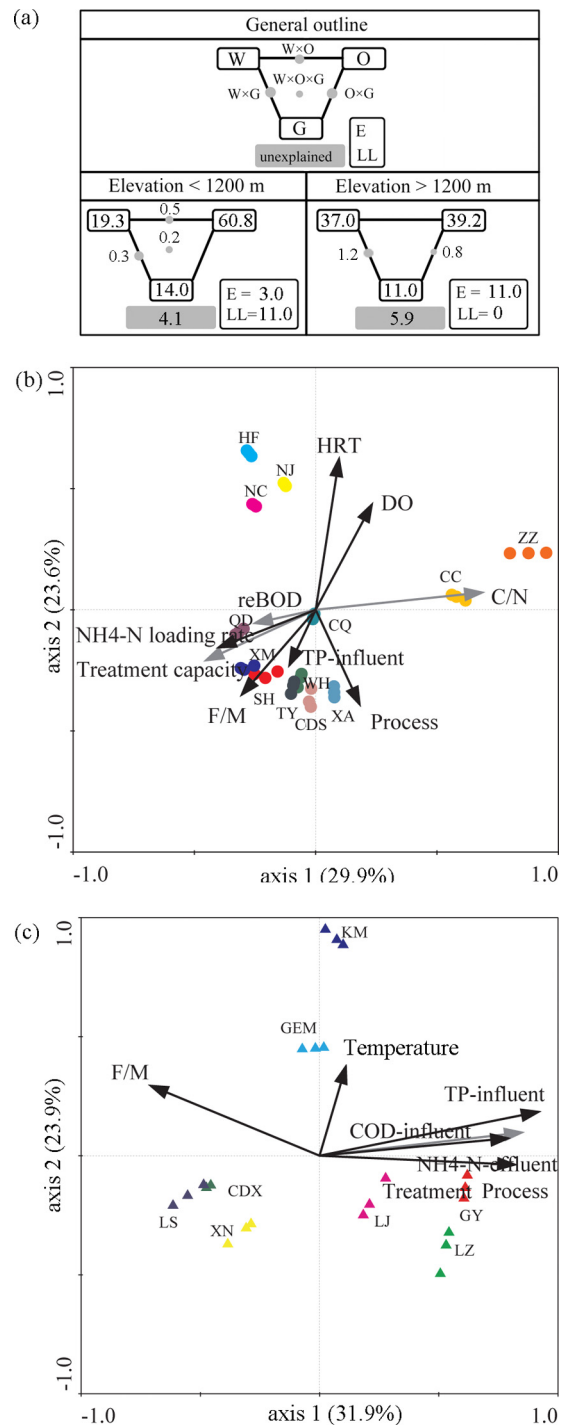 (a)
General outline
W×O
W
O
W×G
W×O×G
O×G
G
E
LL
unexplained
Elevation < 1200 m
Elevation > 1200 m
0.5
19.3
60.8
0.2
0.3
14.0
E = 3.0
LL=11.0
4.1
37.0
39.2
1.2
0.8
11.0
E = 11.0
LL= 0
5.9
(b)
1.0
HF
HRT
NJ
NC
DO
ZZ
CC
C/N
reBOD
QD
CQ
NH4-N loading rate
XM
TP-influent
Treatment capacity
WH
F/M
SH
TY
XA
Process
CDS
axis 2 (23.6%)
-1.0
-1.0
axis 1 (29.9%)
1.0
(c)
1.0
KM
GEM
Temperature
F/M
TP-influent
COD-influent
NH4-N-effluent
CDX
Treatment Process
LS
LJ
GY
XN
LZ
axis 2 (23.9%)
-1.0
-1.0
axis 1 (31.9%)
1.0